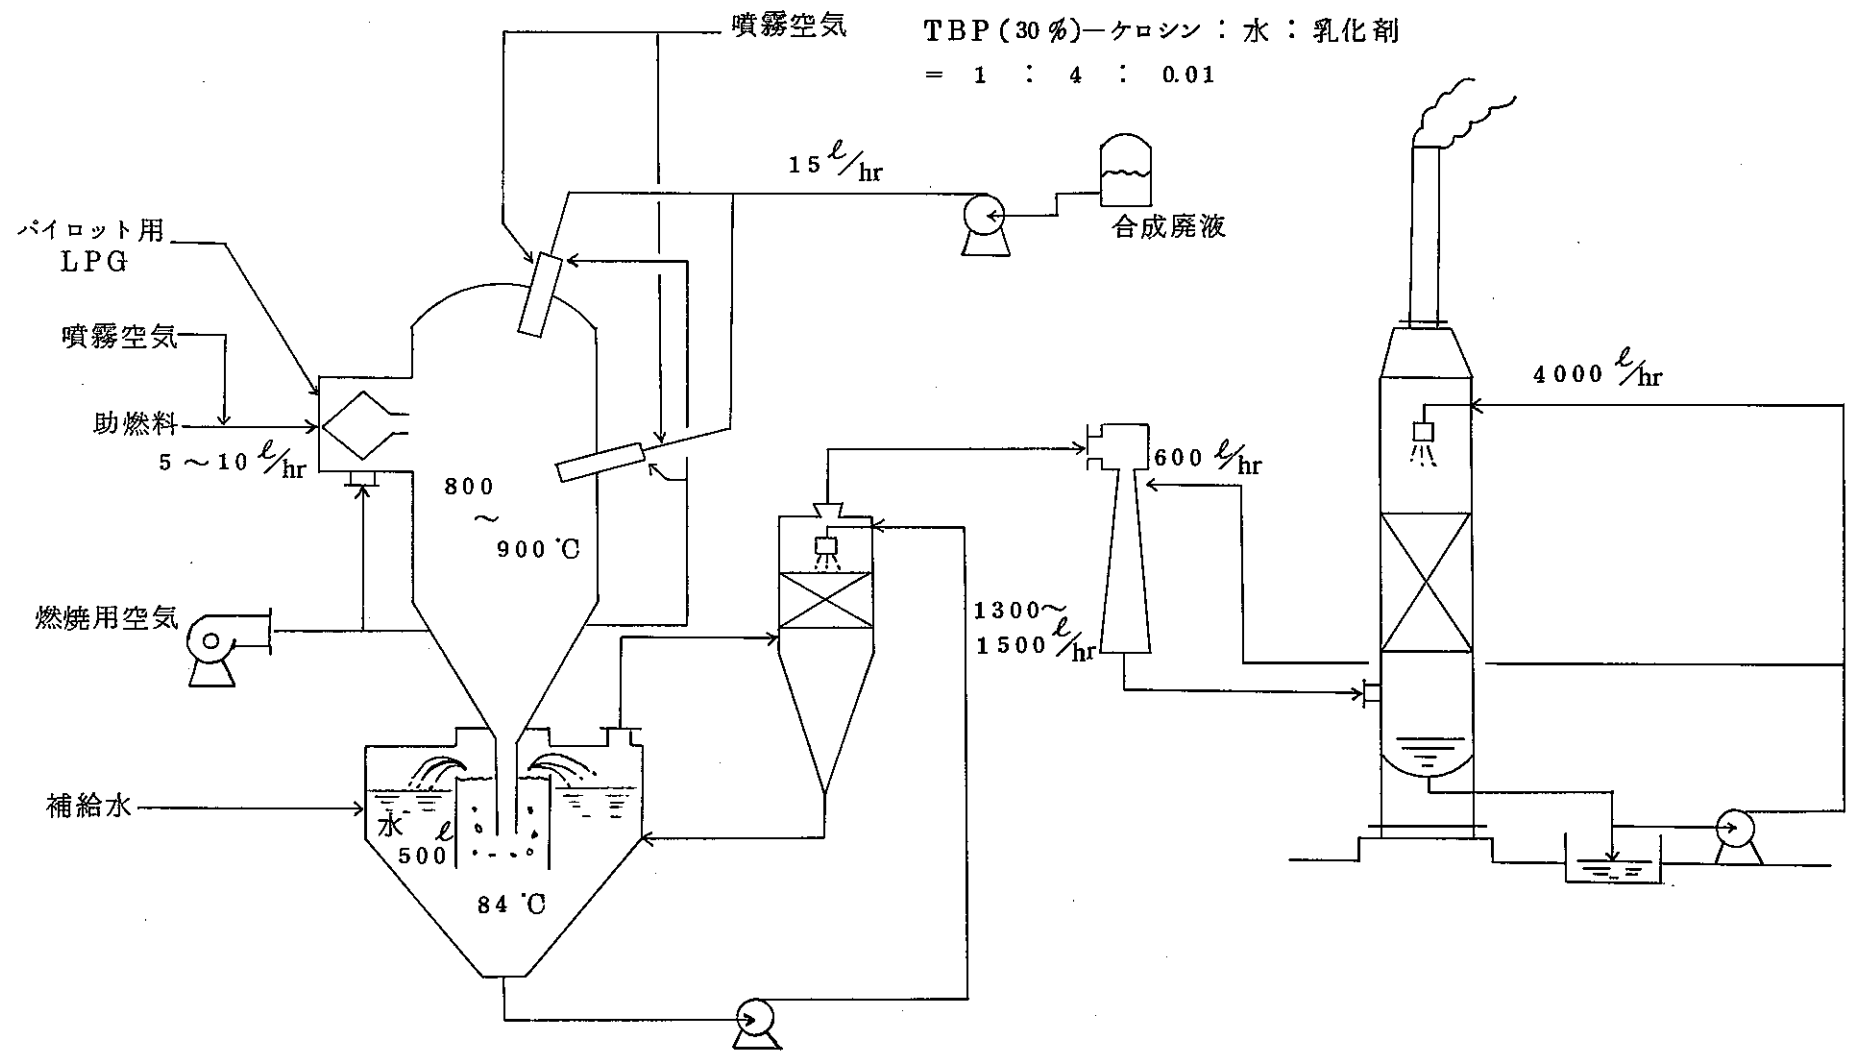 噴霧空気
TBP(30%)−ケロシン:水:乳化剤
= 1 : 4 : 0.01
15 ℓ/hr
合成廃液
パイロット用
LPG
噴霧空気
助燃料
5〜10 ℓ/hr
4000 ℓ/hr
600 ℓ/hr
800
〜
900 ℃
燃焼用空気
1300〜
1500 ℓ/hr
補給水
水
500 ℓ
84 ℃